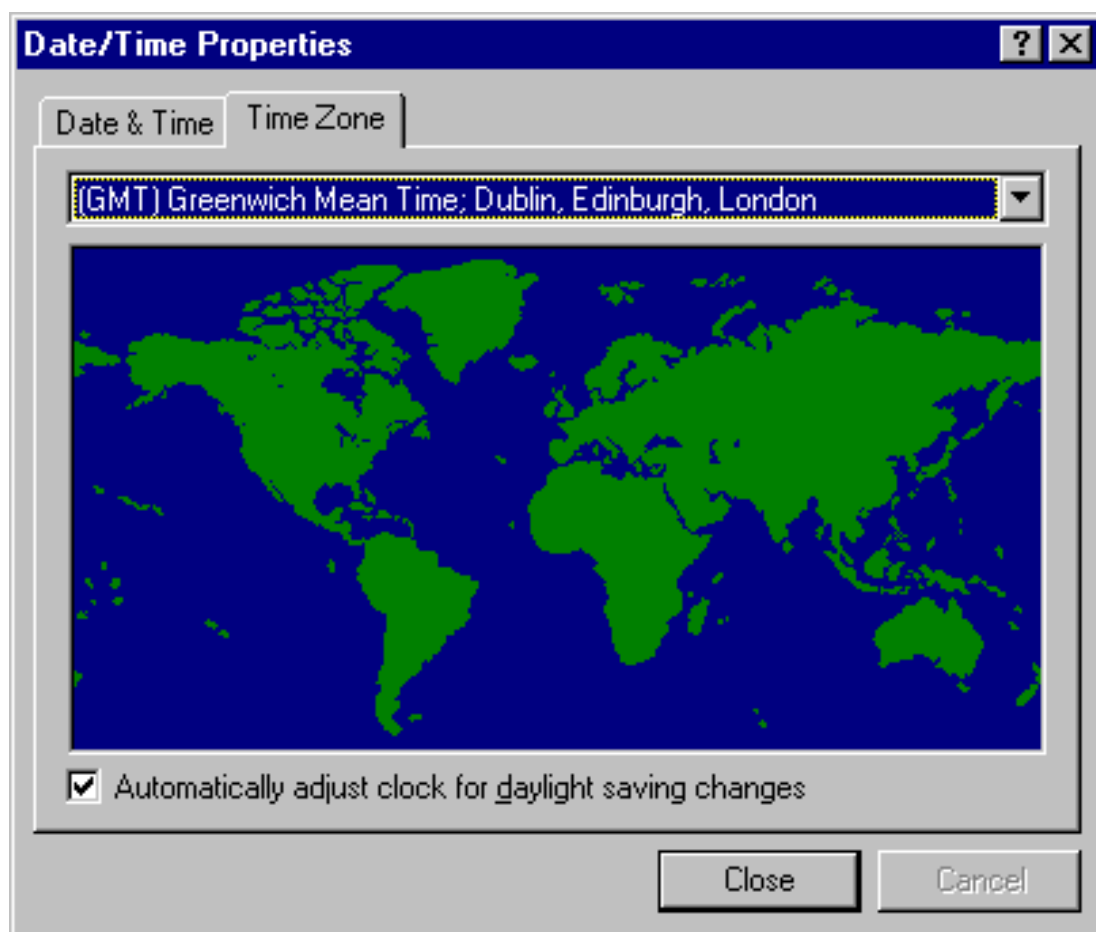 Date/Time Properties
Date & Time
Time Zone
(GMT) Greenwich Mean Time; Dublin, Edinburgh, London
Automatically adjust clock for daylight saving changes
Close
Cancel